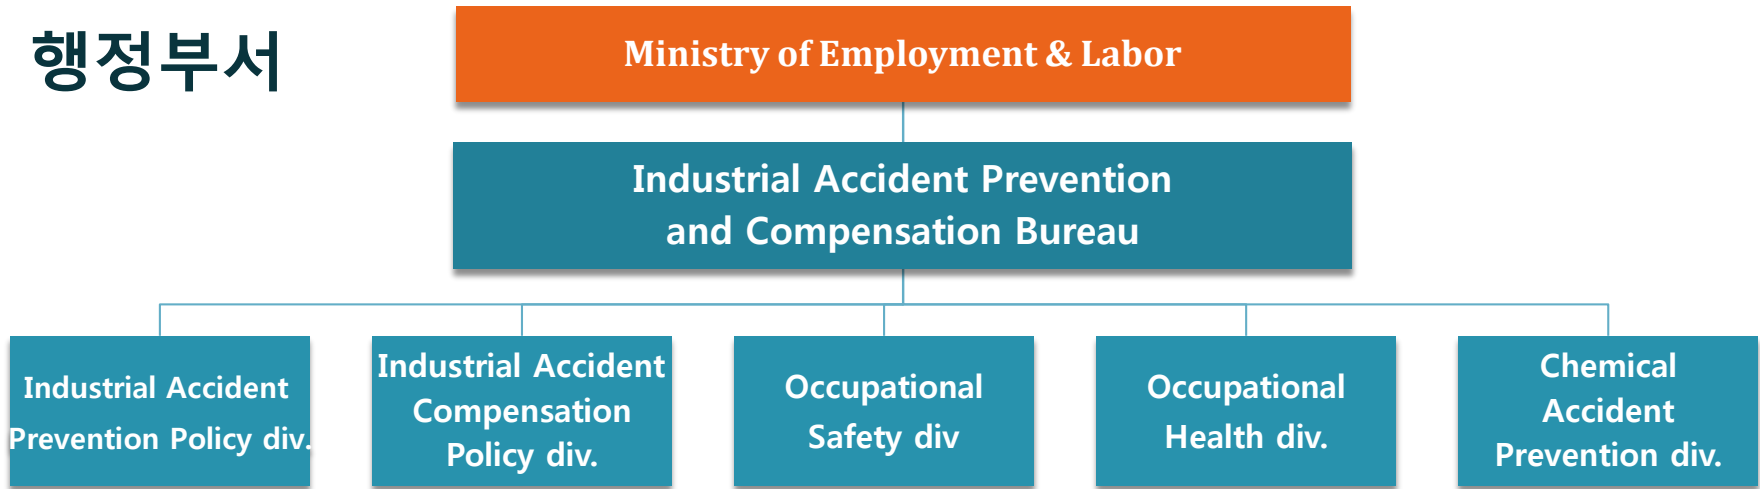 행정부서
Ministry of Employment & Labor
Industrial Accident Prevention
and Compensation Bureau
Industrial Accident
Prevention Policy div.
Industrial Accident
Compensation
Policy div.
Occupational
Safety div
Occupational
Health div.
Chemical
Accident
Prevention div.